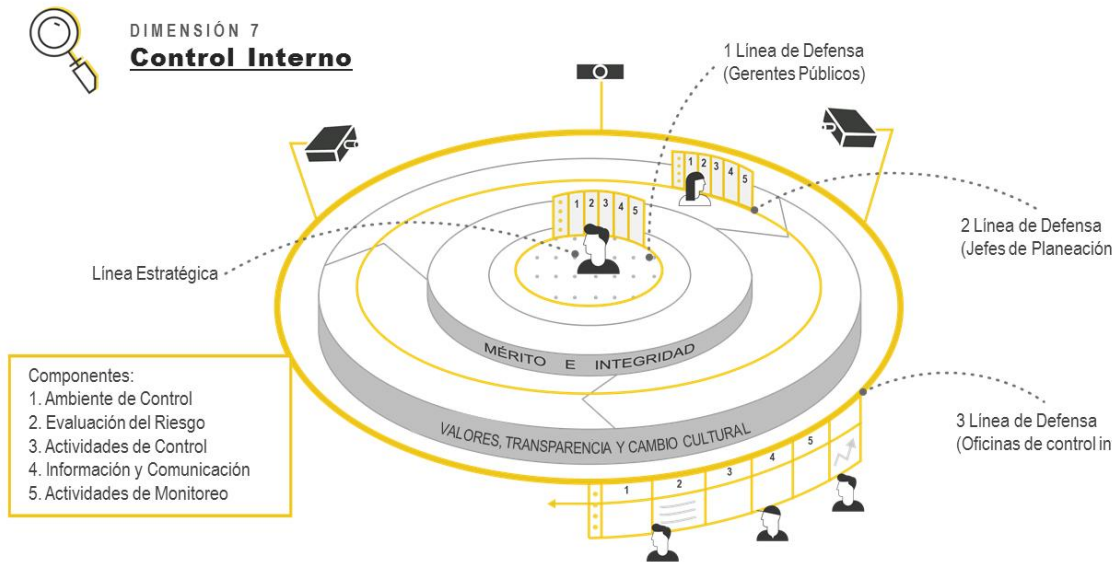 DIMENSIÓN 7
Control Interno
1 Línea de Defensa
(Gerentes Públicos)
1 2 3 4 5
1 2 3 4 5
2 Línea de Defensa
(Jefes de Planeación
Línea Estratégica
MÉRITO E INTEGRIDAD
Componentes:
1. Ambiente de Control
2. Evaluación del Riesgo
3. Actividades de Control
4. Información y Comunicación
5. Actividades de Monitoreo
VALORES, TRANSPARENCIA Y CAMBIO CULTURAL
3 Línea de Defensa
(Oficinas de control in
1 2 3 4 5